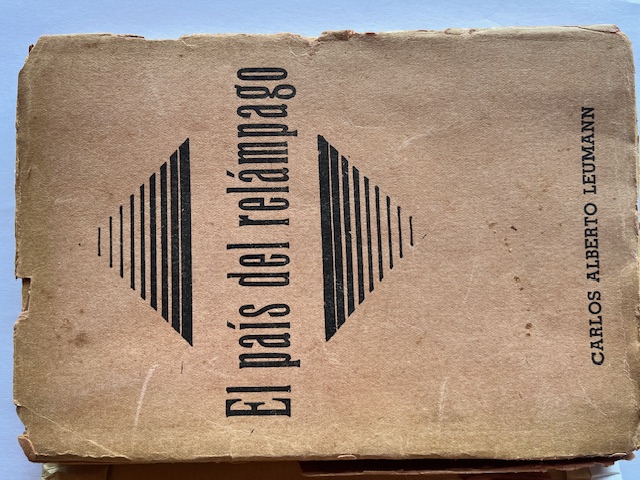 El país del relámpago
CARLOS ALBERTO LEUMANN